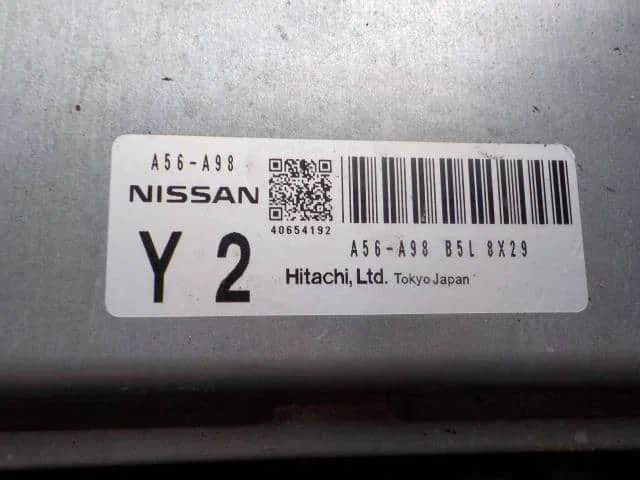 A56-A98
NISSAN
40654192
A56-A98 B5L 8X29
Y 2
Hitachi, Ltd. Tokyo Japan